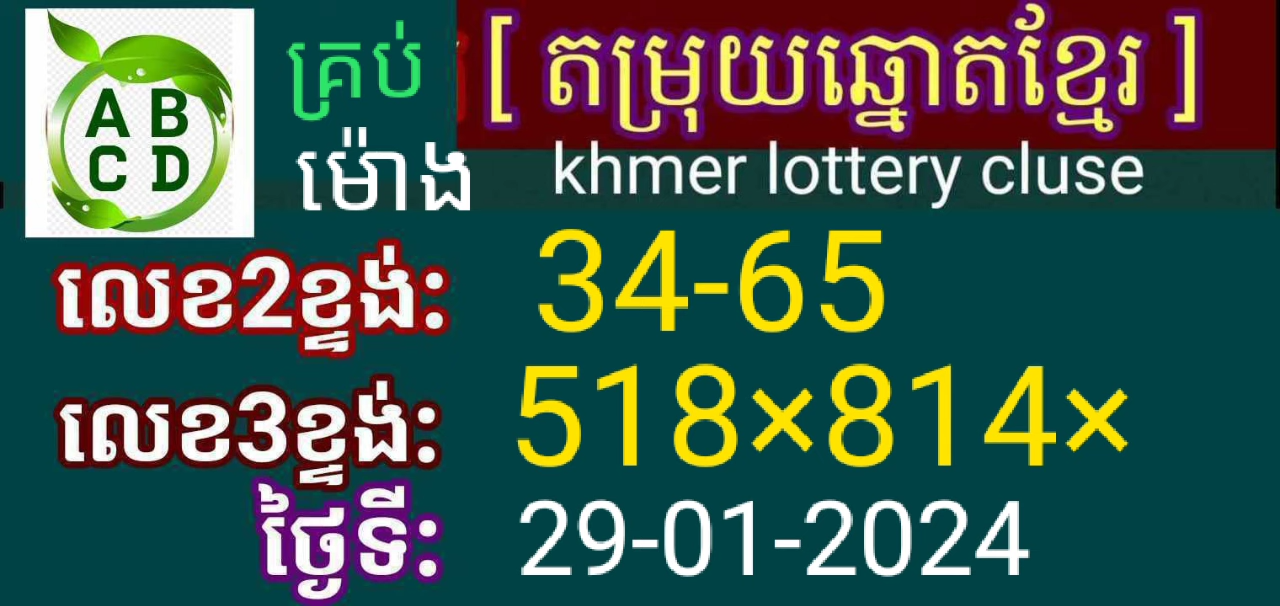 A B
C D
គ្រប់
ម៉ោង
[ តម្រុយឆ្នោតខ្មែរ ]
khmer lottery cluse
លេខ2ខ្ទង់: 34-65
លេខ3ខ្ទង់: 518×814×
ថ្ងៃទី: 29-01-2024